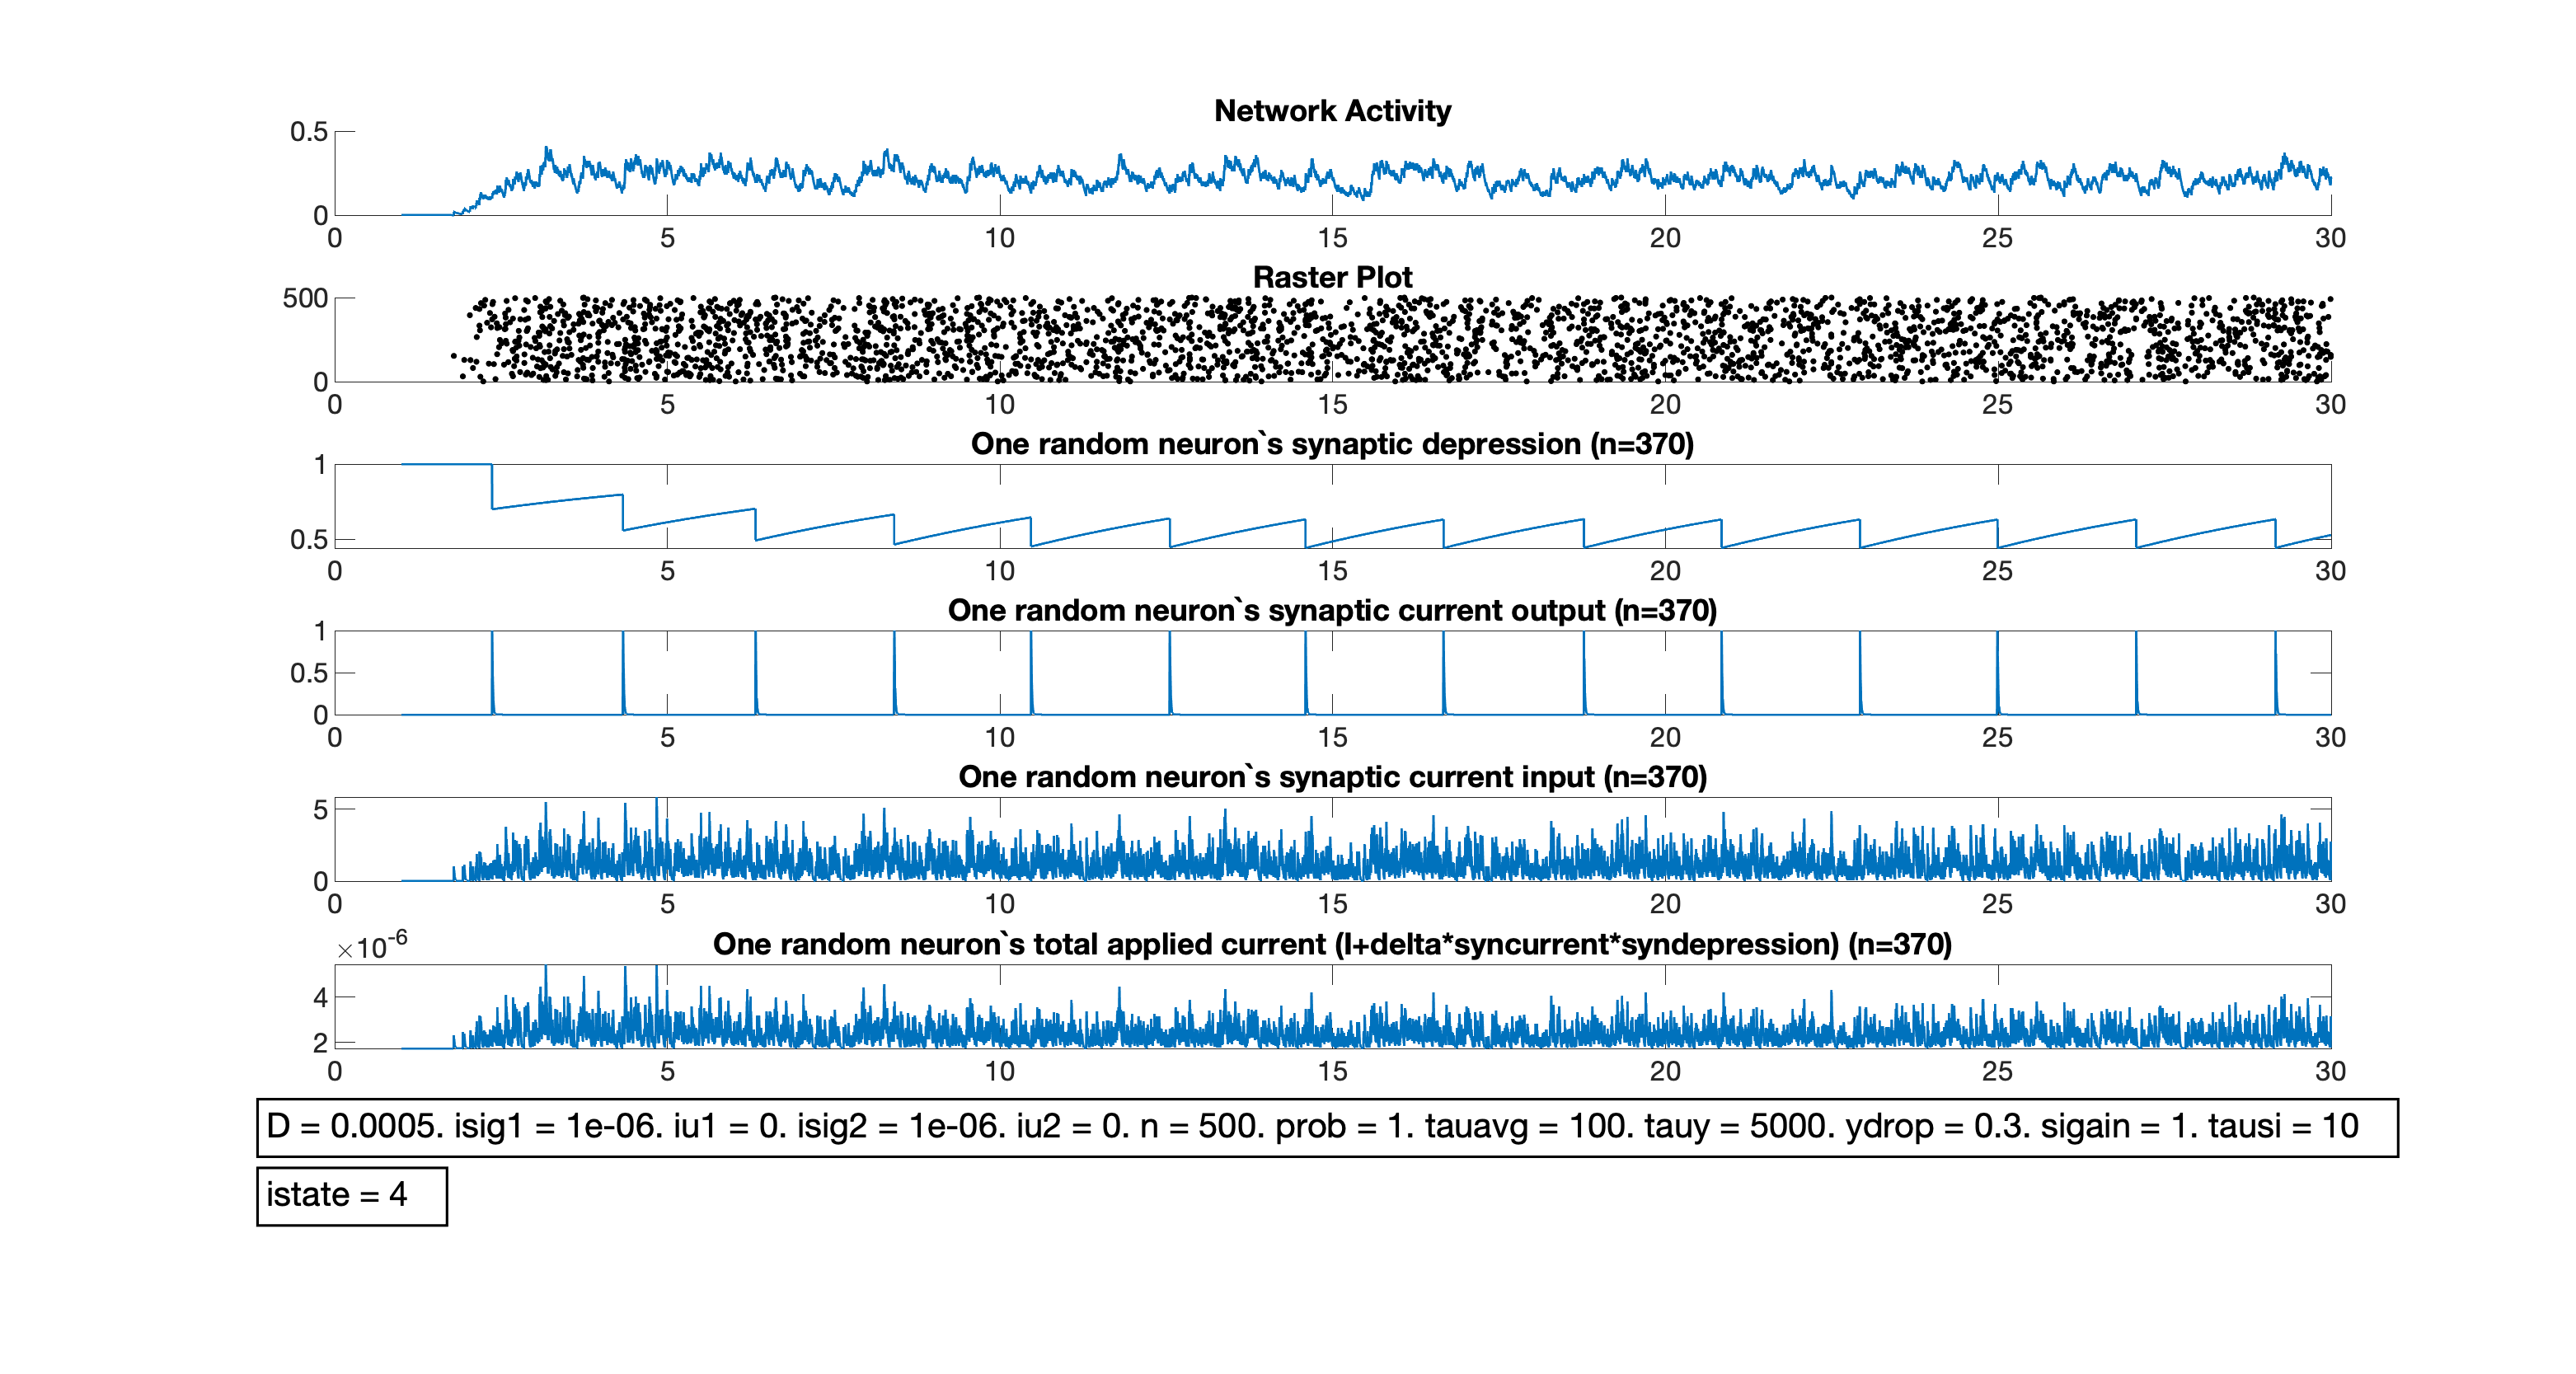 Network Activity
0.5
0
0 5 10 15 20 25 30
Raster Plot
500
0
0 5 10 15 20 25 30
One random neuron`s synaptic depression (n=370)
1
0.5
0 5 10 15 20 25 30
One random neuron`s synaptic current output (n=370)
1
0.5
0
0 5 10 15 20 25 30
One random neuron`s synaptic current input (n=370)
5
0
0 5 10 15 20 25 30
×10-6
One random neuron`s total applied current (I+delta*syncurrent*syndepression) (n=370)
4
2
0 5 10 15 20 25 30
D = 0.0005. isig1 = 1e-06. iu1 = 0. isig2 = 1e-06. iu2 = 0. n = 500. prob = 1. tauavg = 100. tauy = 5000. ydrop = 0.3. sigain = 1. tausi = 10
istate = 4